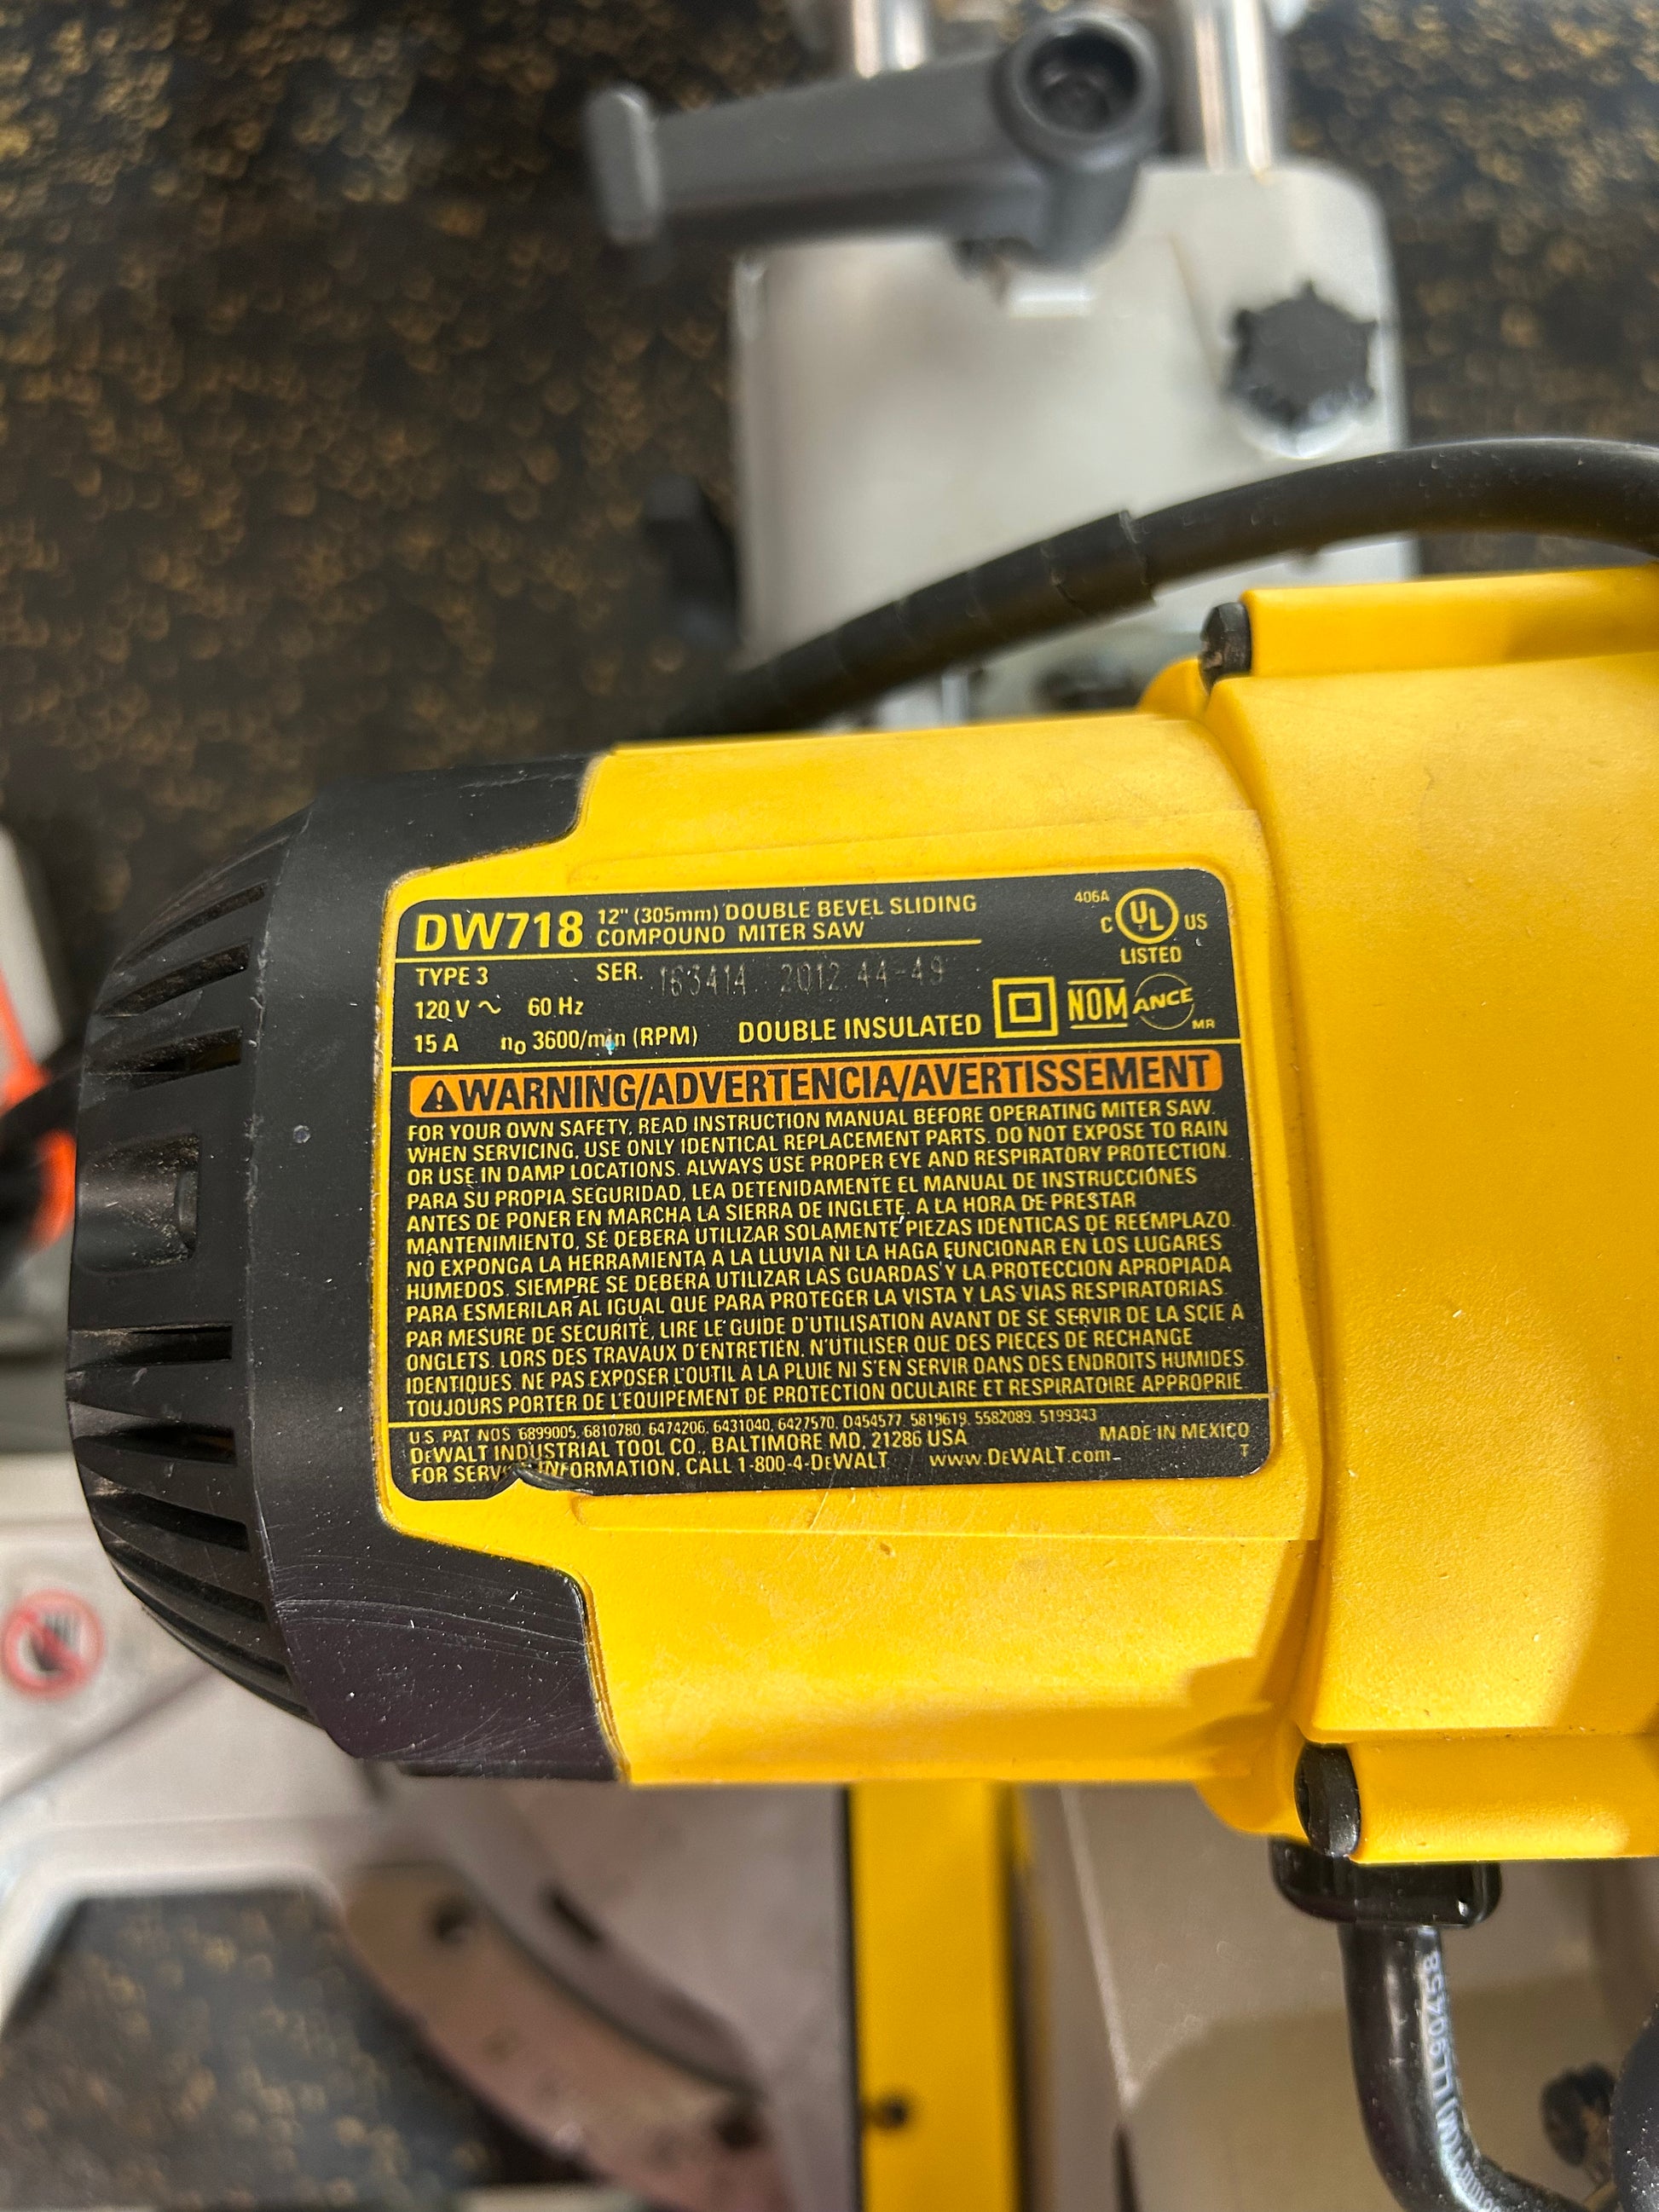 DW718 12" (305mm) DOUBLE BEVEL SLIDING
COMPOUND MITER SAW
406A
C UL US
LISTED
TYPE 3 SER. 163414 2012 44-49
120 V ~ 60 Hz
15 A n0 3600/min (RPM) DOUBLE INSULATED
NOM ANCE MR
⚠WARNING/ADVERTENCIA/AVERTISSEMENT
FOR YOUR OWN SAFETY, READ INSTRUCTION MANUAL BEFORE OPERATING MITER SAW.
WHEN SERVICING, USE ONLY IDENTICAL REPLACEMENT PARTS. DO NOT EXPOSE TO RAIN
OR USE IN DAMP LOCATIONS. ALWAYS USE PROPER EYE AND RESPIRATORY PROTECTION.
PARA SU PROPIA SEGURIDAD, LEA DETENIDAMENTE EL MANUAL DE INSTRUCCIONES
ANTES DE PONER EN MARCHA LA SIERRA DE INGLETE. A LA HORA DE PRESTAR
MANTENIMIENTO, SE DEBERA UTILIZAR SOLAMENTE PIEZAS IDENTICAS DE REEMPLAZO.
NO EXPONGA LA HERRAMIENTA A LA LLUVIA NI LA HAGA FUNCIONAR EN LOS LUGARES
HUMEDOS. SIEMPRE SE DEBERA UTILIZAR LAS GUARDAS Y LA PROTECCION APROPIADA
PARA ESMERILAR AL IGUAL QUE PARA PROTEGER LA VISTA Y LAS VIAS RESPIRATORIAS.
PAR MESURE DE SECURITE, LIRE LE GUIDE D'UTILISATION AVANT DE SE SERVIR DE LA SCIE A
ONGLETS. LORS DES TRAVAUX D'ENTRETIEN, N'UTILISER QUE DES PIECES DE RECHANGE
IDENTIQUES. NE PAS EXPOSER L'OUTIL À LA PLUIE NI S'EN SERVIR DANS DES ENDROITS HUMIDES.
TOUJOURS PORTER DE L'EQUIPEMENT DE PROTECTION OCULAIRE ET RESPIRATOIRE APPROPRIE.
U.S. PAT NOS 6899005, 6810780, 6474206, 6431040, 6427570, D454577, 5819619, 5582089, 5199343
DEWALT INDUSTRIAL TOOL CO., BALTIMORE MD, 21286 USA MADE IN MEXICO
FOR INFORMATION, CALL 1-800-4-DEWALT www.DEWALT.com T
LL90458